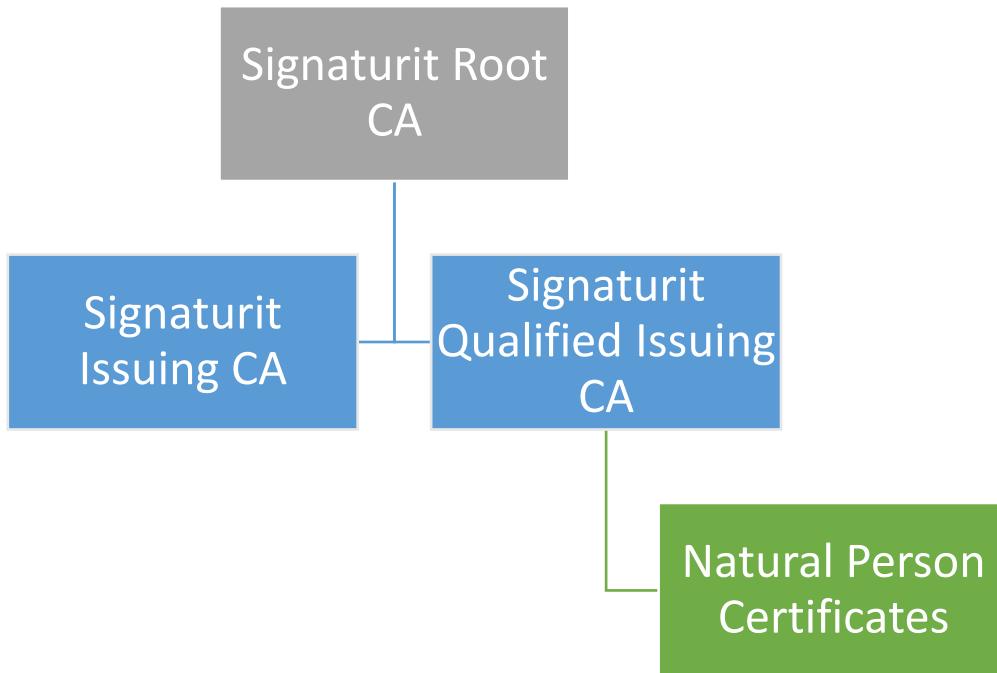 Signaturit Root
CA
Signaturit
Issuing CA
Signaturit
Qualified Issuing
CA
Natural Person
Certificates